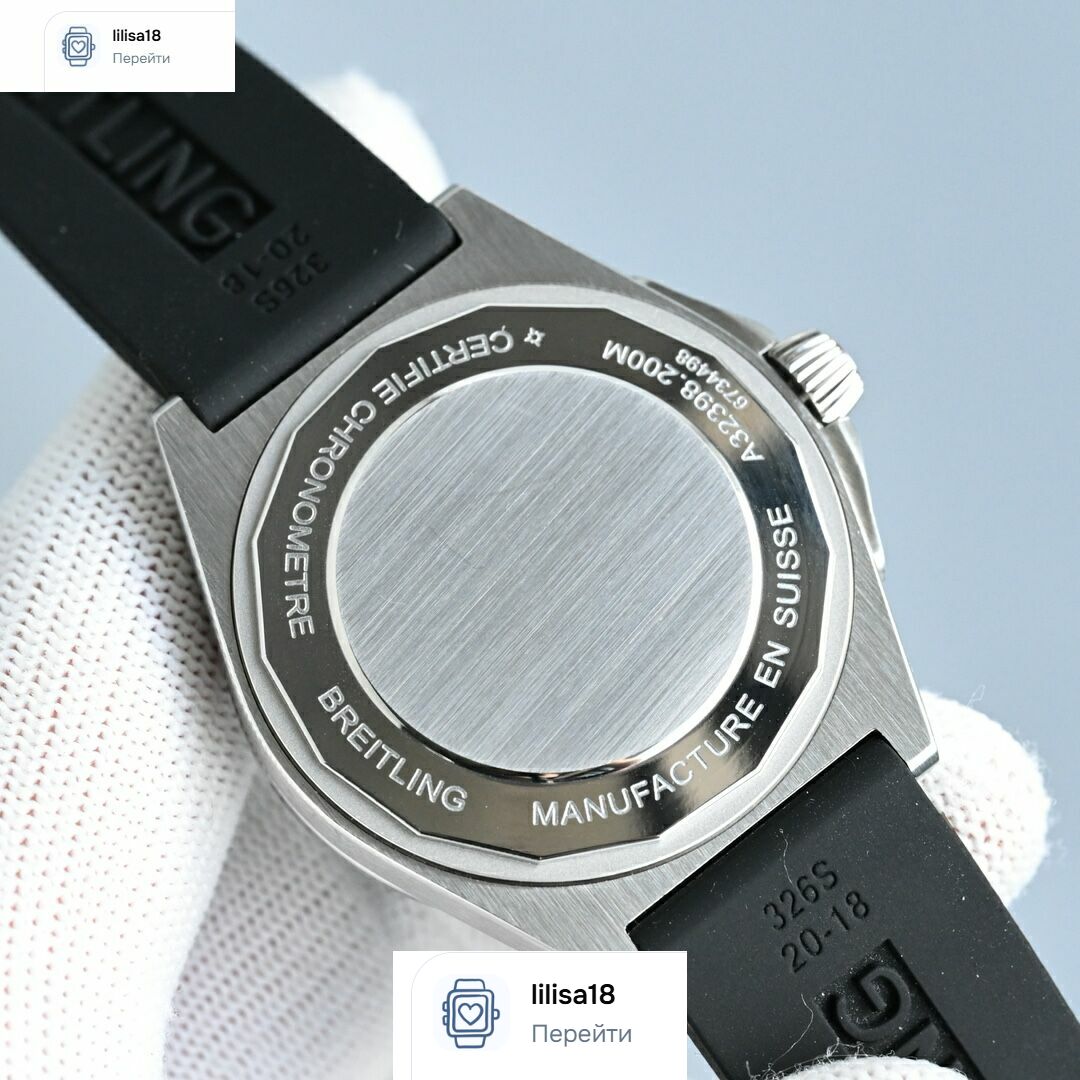 lilisa18
Перейти
TLING
326S
20-18
CERTIFIE CHRONOMETRE
A32398.200M
6734498
BREITLING
MANUFACTURE EN SUISSE
326S
20-18
lilisa18
Перейти